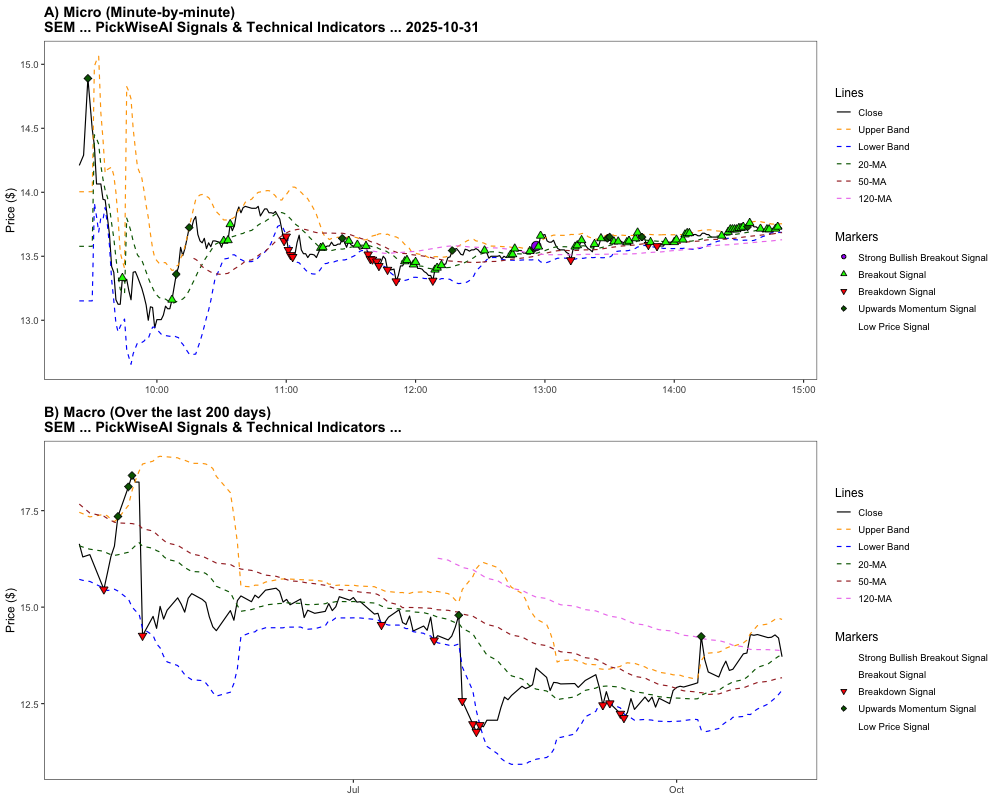 A) Micro (Minute-by-minute)
SEM ... PickWiseAI Signals & Technical Indicators ... 2025-10-31
Price ($)
15.0
14.5
14.0
13.5
13.0
10:00 11:00 12:00 13:00 14:00 15:00
Lines
Close
Upper Band
Lower Band
20-MA
50-MA
120-MA
Markers
Strong Bullish Breakout Signal
Breakout Signal
Breakdown Signal
Upwards Momentum Signal
Low Price Signal
B) Macro (Over the last 200 days)
SEM ... PickWiseAI Signals & Technical Indicators ...
Price ($)
17.5
15.0
12.5
Jul Oct
Lines
Close
Upper Band
Lower Band
20-MA
50-MA
120-MA
Markers
Strong Bullish Breakout Signal
Breakout Signal
Breakdown Signal
Upwards Momentum Signal
Low Price Signal